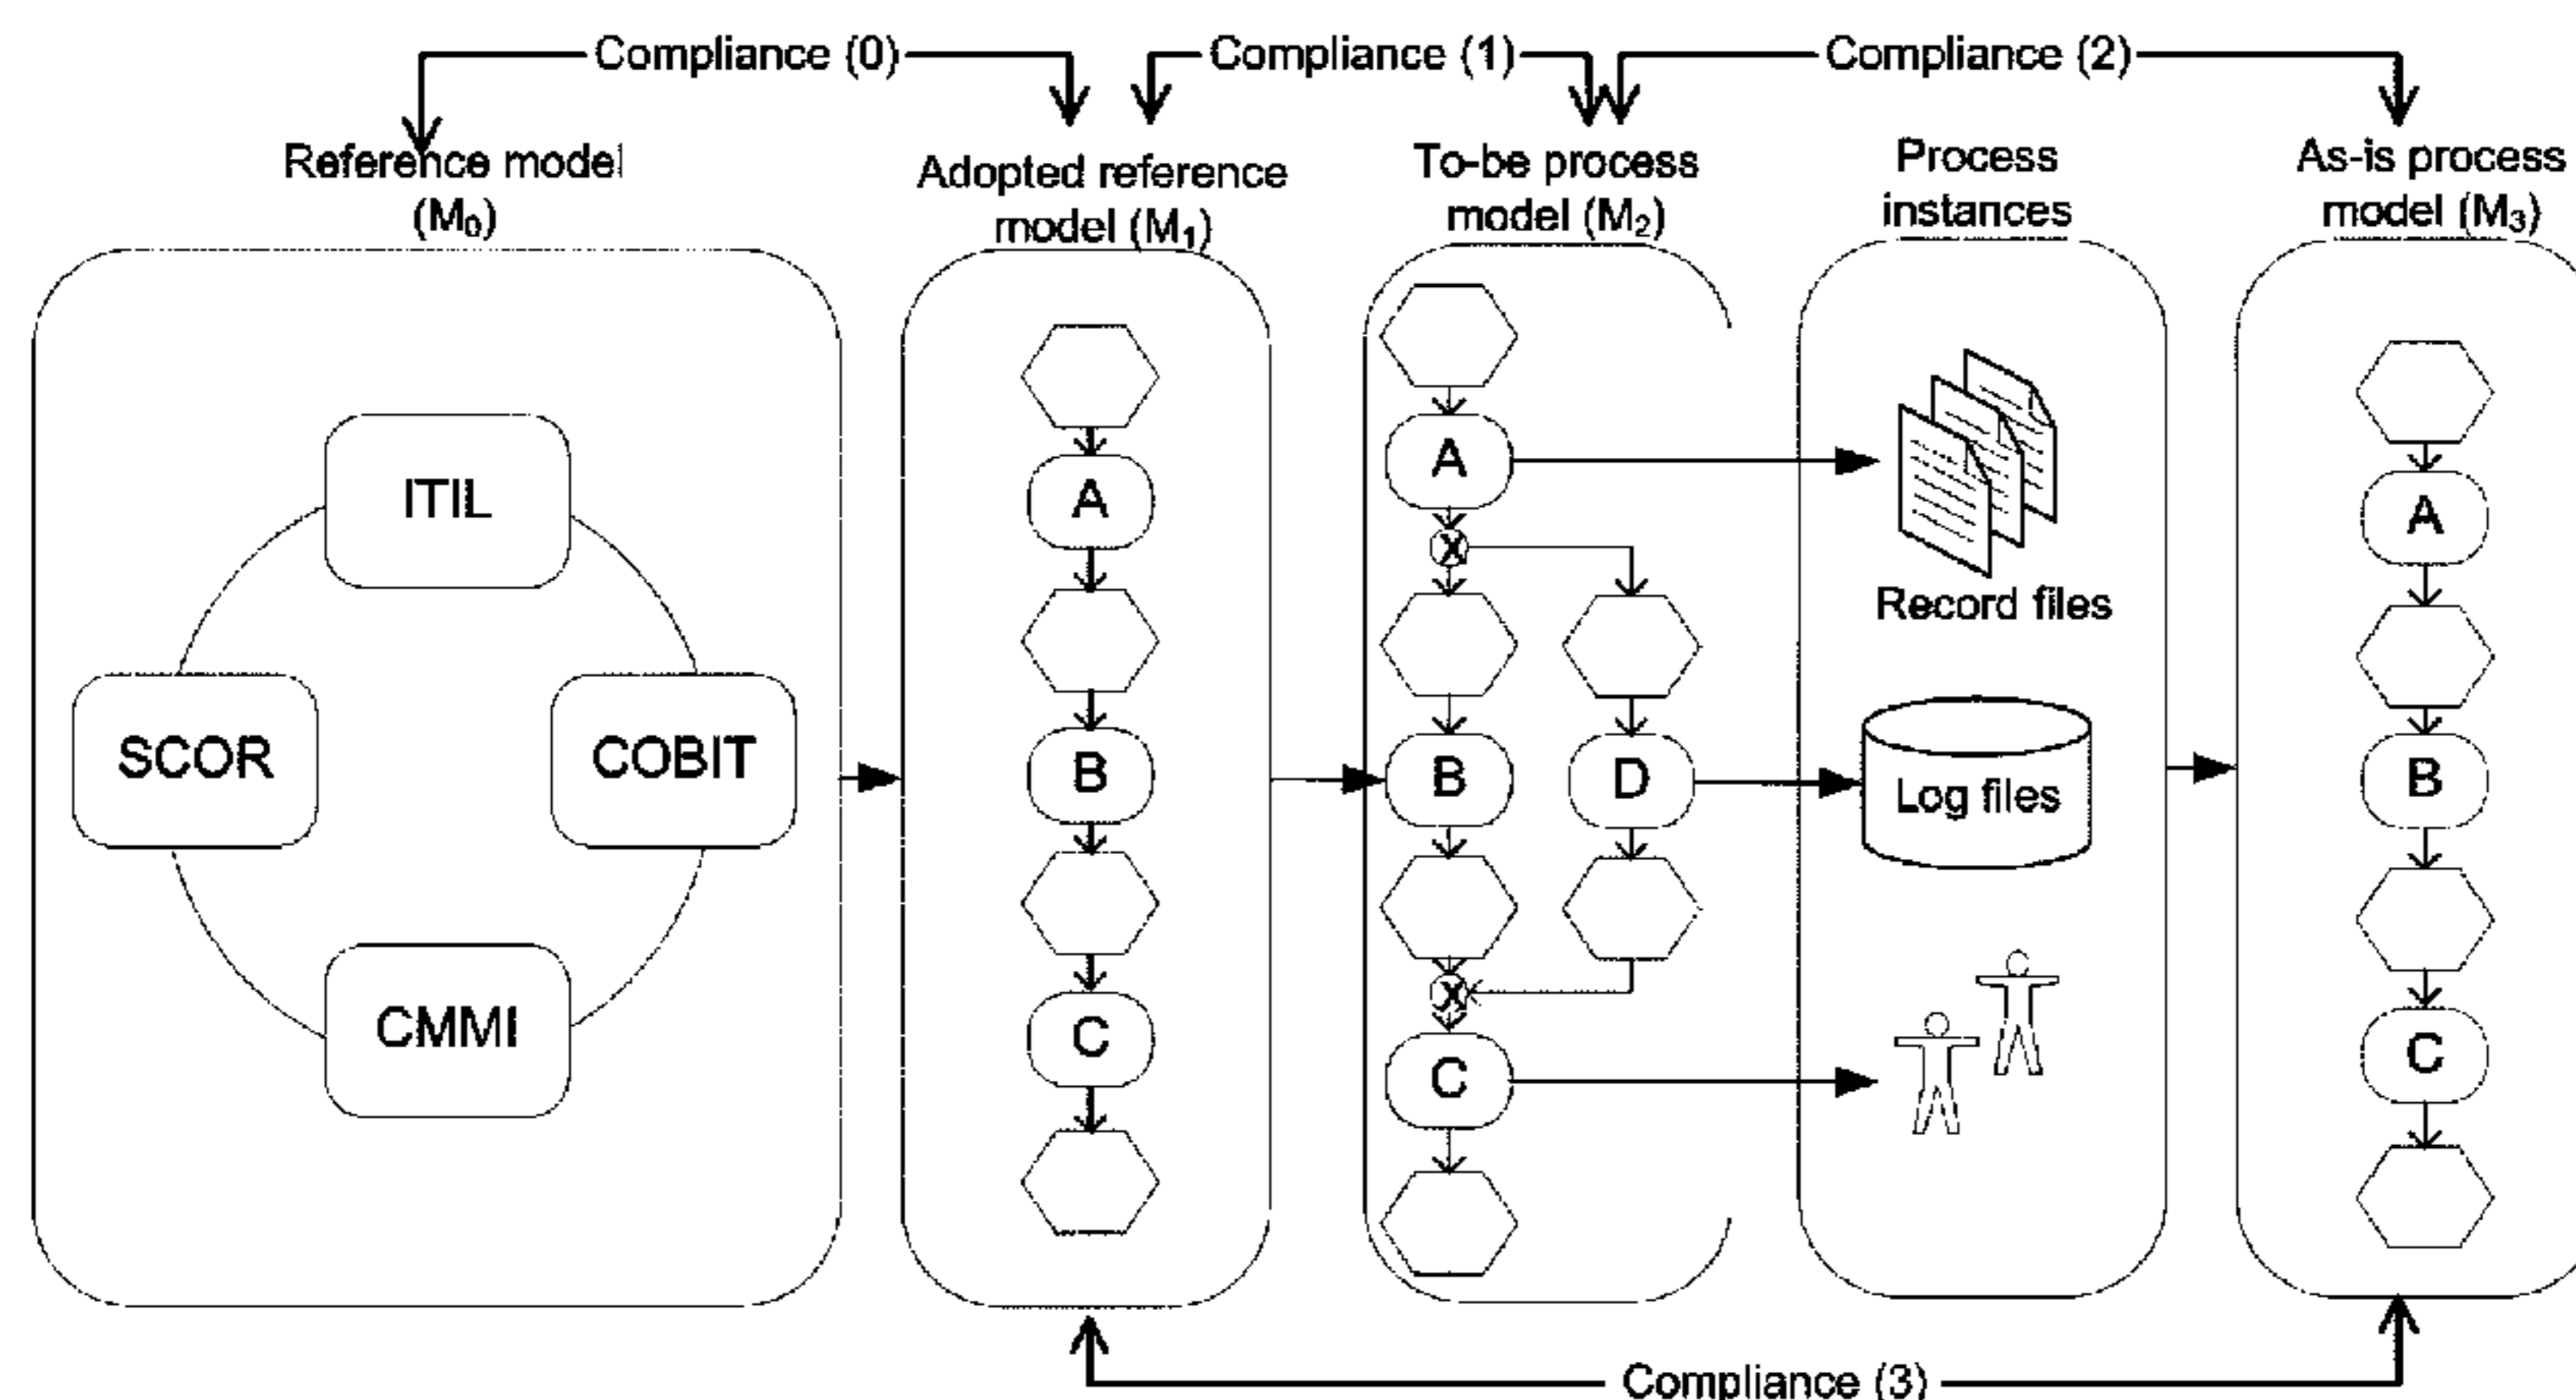 Compliance (0)
Compliance (1)
Compliance (2)
Reference model
(M₀)
Adopted reference
model (M₁)
To-be process
model (M₂)
Process
instances
As-is process
model (M₃)
ITIL
SCOR
COBIT
CMMI
A
B
C
A
X
B
D
X
C
Record files
Log files
A
B
C
Compliance (3)